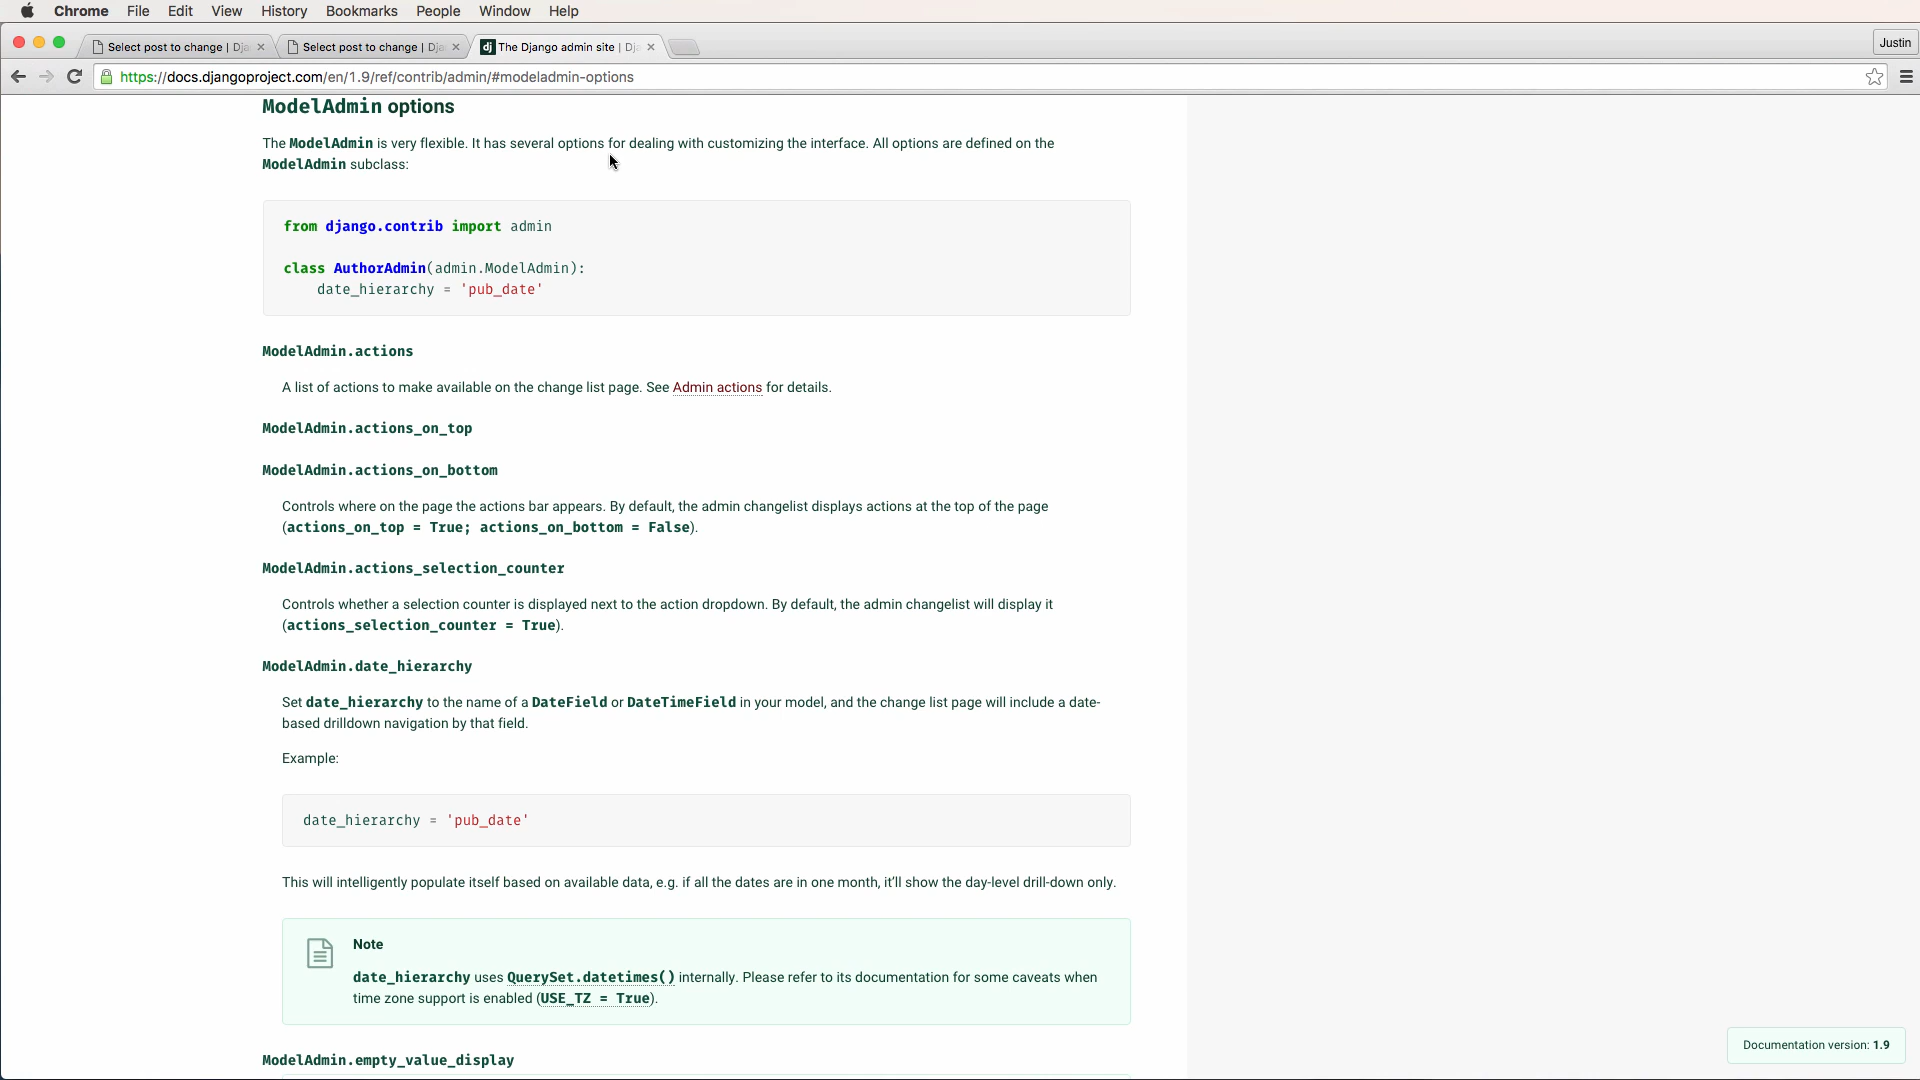 Chrome File Edit View History Bookmarks People Window Help
Select post to change | Dja Select post to change | Dja dj The Django admin site | Dj Justin
https://docs.djangoproject.com/en/1.9/ref/contrib/admin/#modeladmin-options
ModelAdmin options
The ModelAdmin is very flexible. It has several options for dealing with customizing the interface. All options are defined on the
ModelAdmin subclass:
from django.contrib import admin
class AuthorAdmin(admin.ModelAdmin):
date_hierarchy = 'pub_date'
ModelAdmin.actions
A list of actions to make available on the change list page. See Admin actions for details.
ModelAdmin.actions_on_top
ModelAdmin.actions_on_bottom
Controls where on the page the actions bar appears. By default, the admin changelist displays actions at the top of the page
(actions_on_top = True; actions_on_bottom = False).
ModelAdmin.actions_selection_counter
Controls whether a selection counter is displayed next to the action dropdown. By default, the admin changelist will display it
(actions_selection_counter = True).
ModelAdmin.date_hierarchy
Set date_hierarchy to the name of a DateField or DateTimeField in your model, and the change list page will include a date-
based drilldown navigation by that field.
Example:
date_hierarchy = 'pub_date'
This will intelligently populate itself based on available data, e.g. if all the dates are in one month, it'll show the day-level drill-down only.
Note
date_hierarchy uses QuerySet.datetimes() internally. Please refer to its documentation for some caveats when
time zone support is enabled (USE_TZ = True).
Documentation version: 1.9
ModelAdmin.empty_value_display